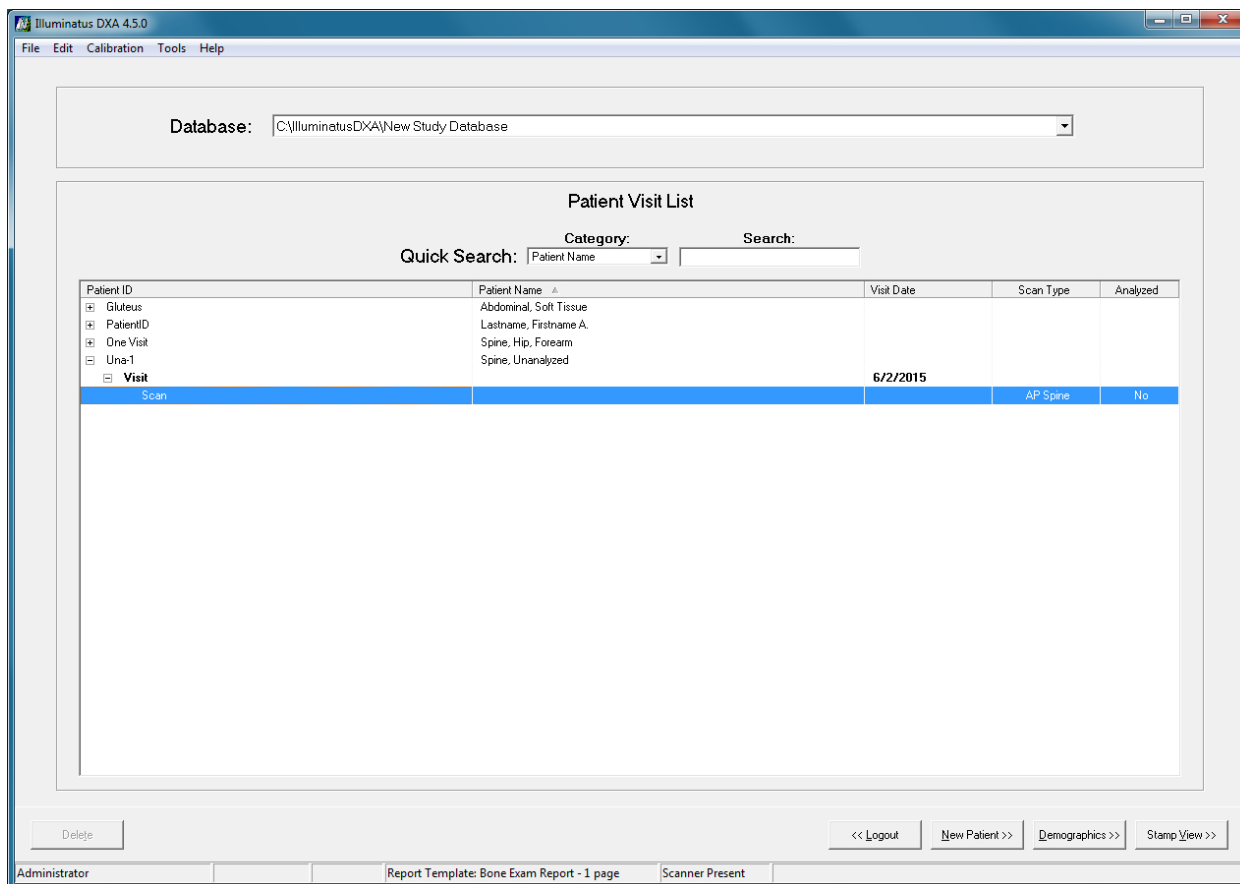 Illuminatus DXA 4.5.0
File Edit Calibration Tools Help
Database: C:\IlluminatusDXA\New Study Database
Patient Visit List
Category: Search:
Quick Search: Patient Name
Patient ID Patient Name Visit Date Scan Type Analyzed
Gluteus Abdominal, Soft Tissue
PatientID Lastname, Firstname A.
One Visit Spine, Hip, Forearm
Una-1 Spine, Unanalyzed
Visit 6/2/2015
Scan AP Spine No
Delete << Logout New Patient >> Demographics >> Stamp View >>
Administrator Report Template: Bone Exam Report - 1 page Scanner Present